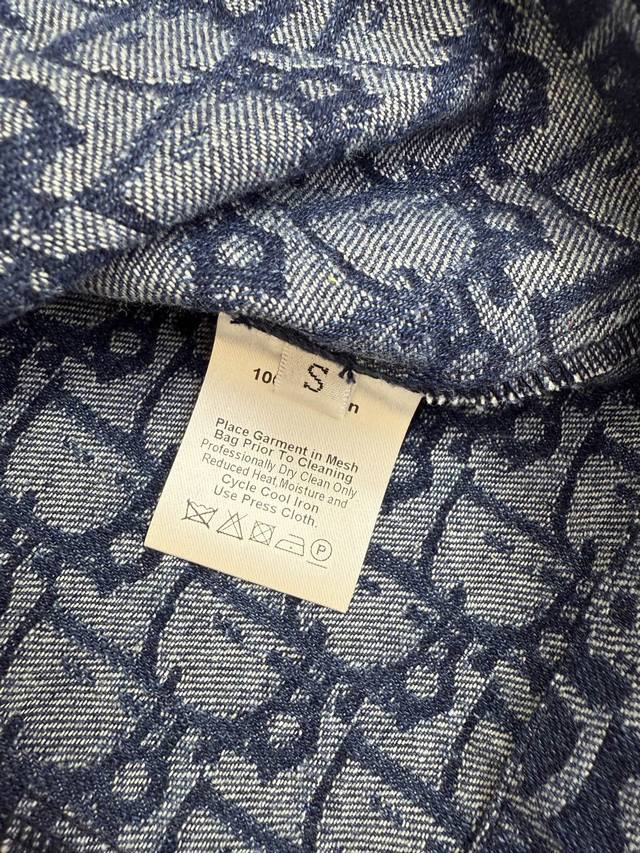 S
Place Garment in Mesh
Bag Prior To Cleaning
Professionally Dry Clean Only
Reduced Heat,Moisture and
Cycle Cool Iron
Use Press Cloth.
P